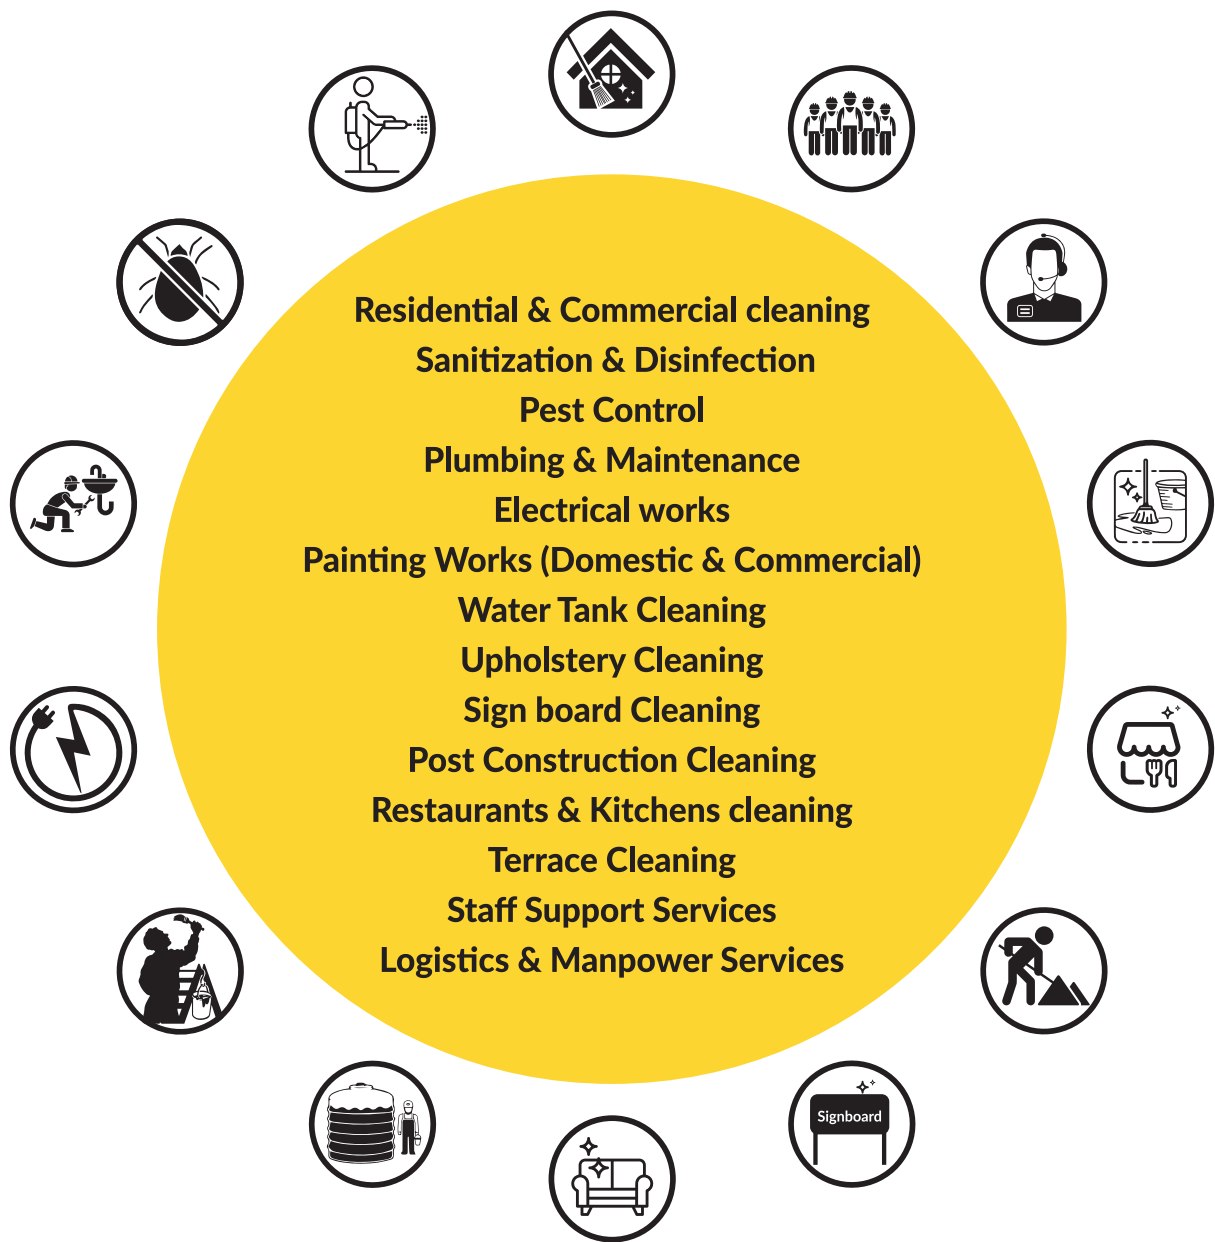 Residential & Commercial cleaning
Sanitization & Disinfection
Pest Control
Plumbing & Maintenance
Electrical works
Painting Works (Domestic & Commercial)
Water Tank Cleaning
Upholstery Cleaning
Sign board Cleaning
Post Construction Cleaning
Restaurants & Kitchens cleaning
Terrace Cleaning
Staff Support Services
Logistics & Manpower Services
Signboard